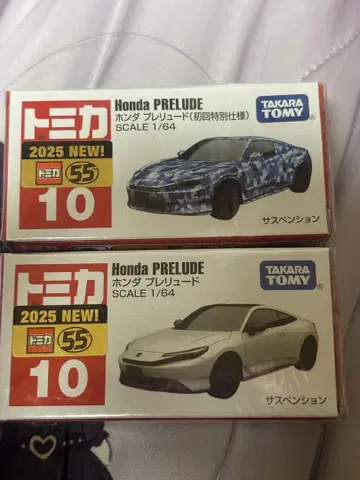 トミカ
2025 NEW!
トミカ 55
10
Honda PRELUDE
ホンダ プレリュード(初回特別仕様)
SCALE 1/64
TAKARA
TOMY
サスペンション
トミカ
2025 NEW!
トミカ 55
10
Honda PRELUDE
ホンダ プレリュード
SCALE 1/64
TAKARA
TOMY
サスペンション